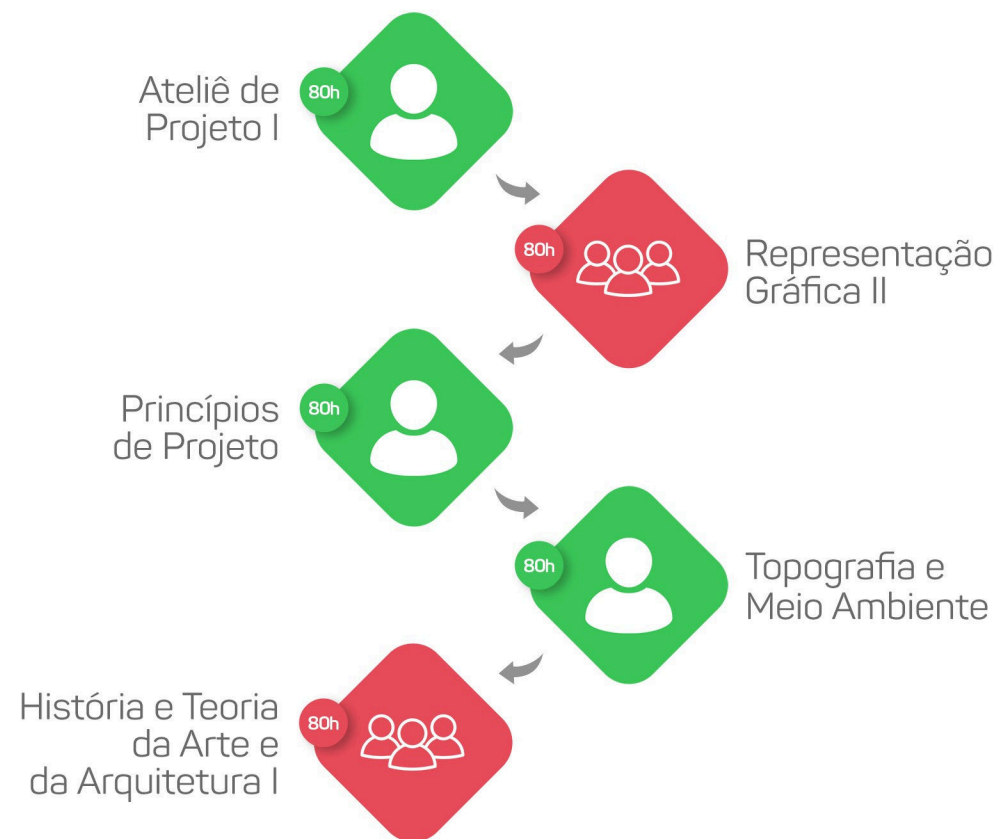 Ateliê de
Projeto I
80h
80h
Representação
Gráfica II
Princípios
de Projeto
80h
80h
Topografia e
Meio Ambiente
História e Teoria
da Arte e
da Arquitetura I
80h